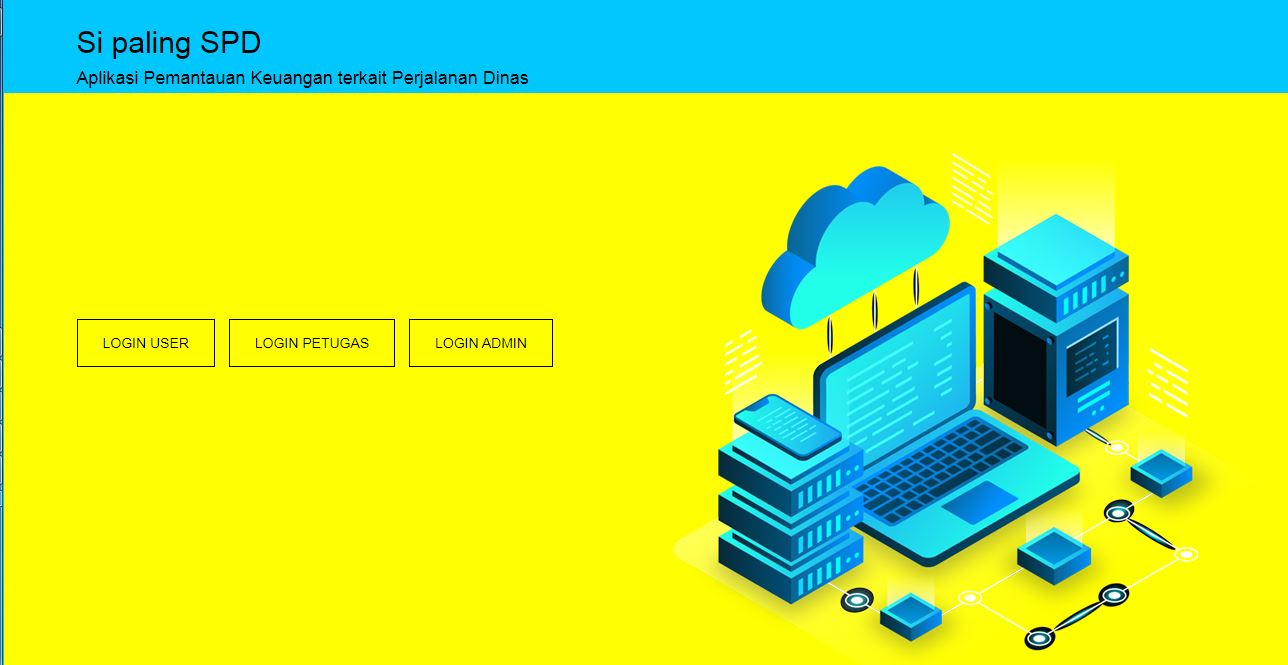 Si paling SPD
Aplikasi Pemantauan Keuangan terkait Perjalanan Dinas
LOGIN USER
LOGIN PETUGAS
LOGIN ADMIN